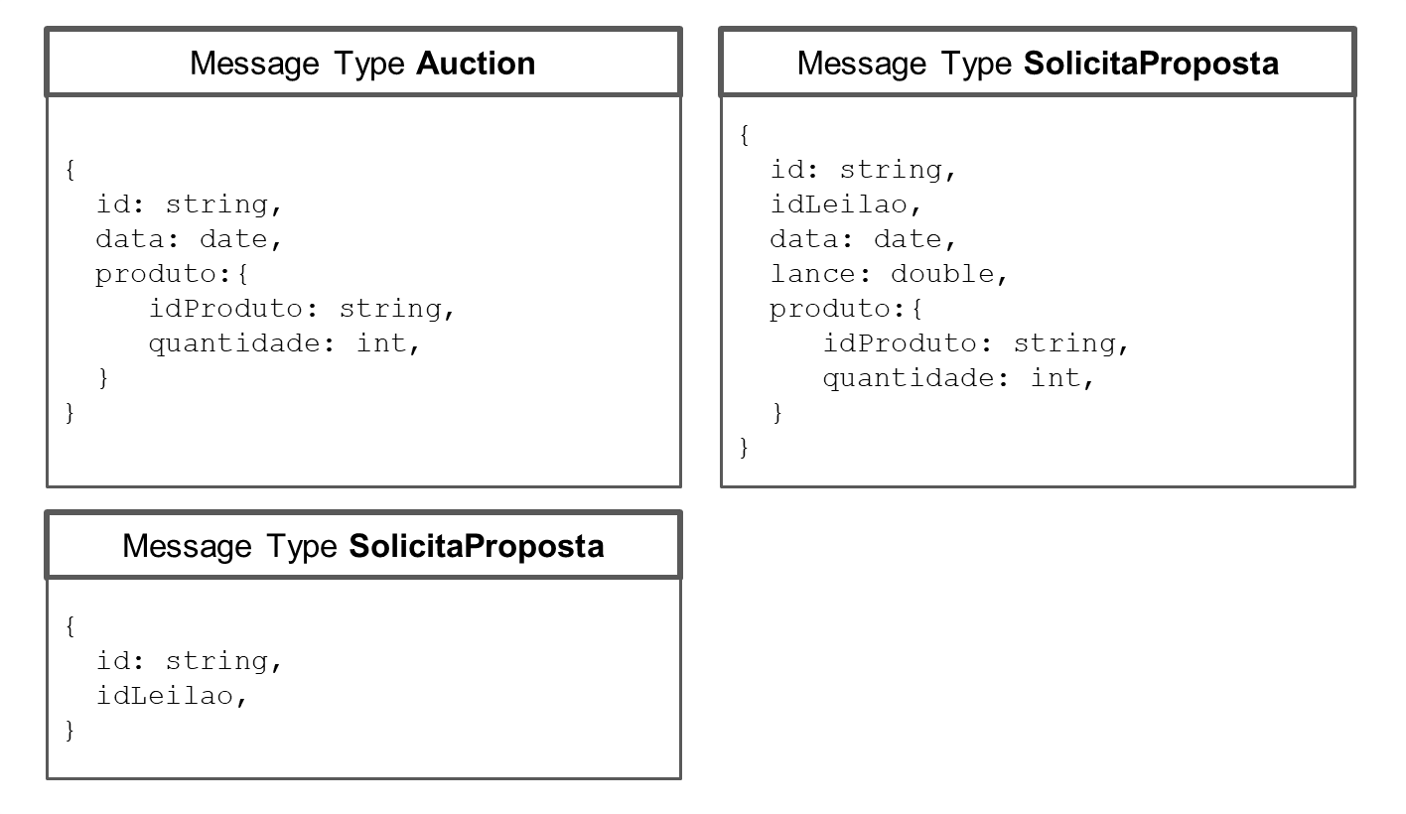 Message Type Auction
{
id: string,
data: date,
produto:{
idProduto: string,
quantidade: int,
}
}
Message Type SolicitaProposta
{
id: string,
idLeilao,
data: date,
lance: double,
produto:{
idProduto: string,
quantidade: int,
}
}
Message Type SolicitaProposta
{
id: string,
idLeilao,
}